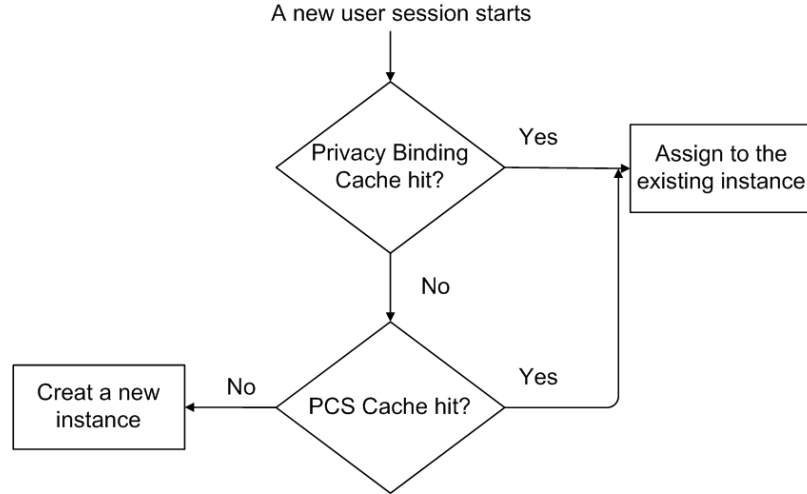 A new user session starts
Privacy Binding
Cache hit?
Yes
Assign to the
existing instance
No
Creat a new
instance
No
PCS Cache hit?
Yes